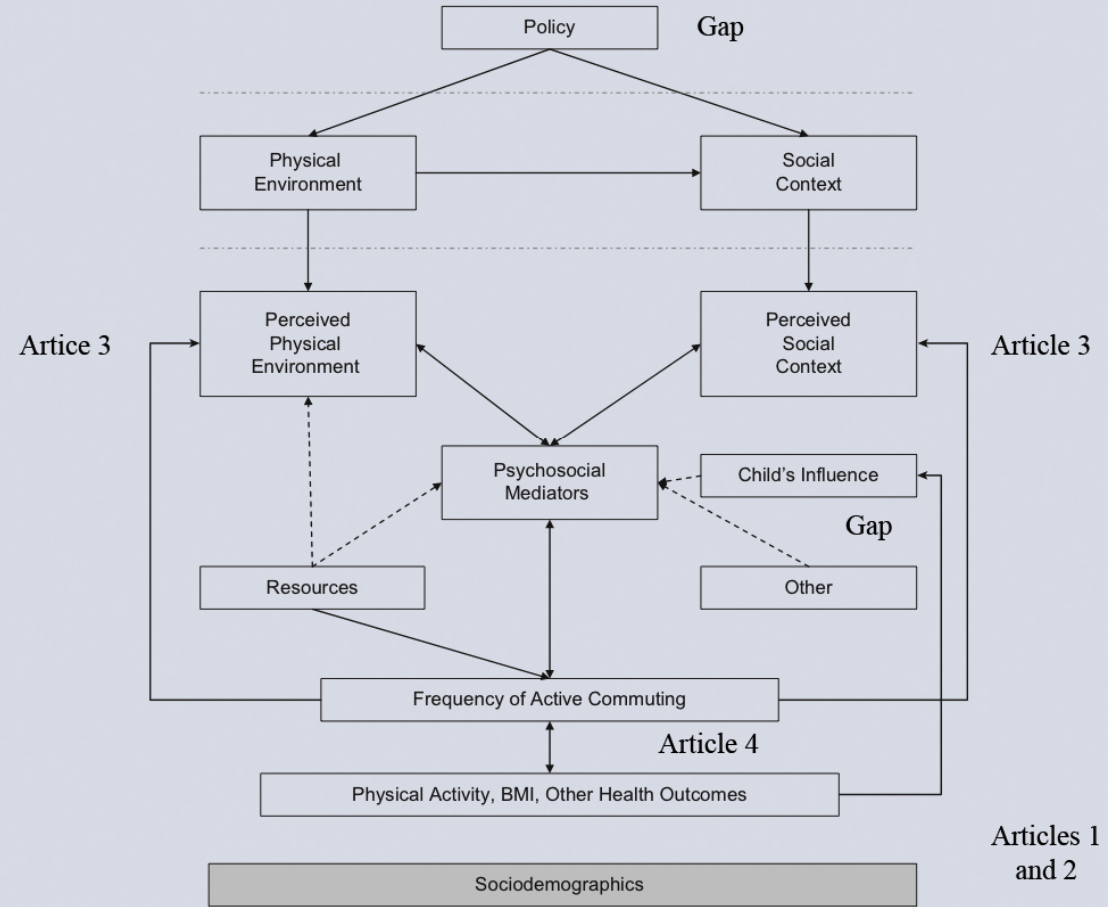 Policy
Gap
Physical
Environment
Social
Context
Artice 3
Perceived
Physical
Environment
Perceived
Social
Context
Article 3
Psychosocial
Mediators
Child's Influence
Gap
Resources
Other
Frequency of Active Commuting
Article 4
Physical Activity, BMI, Other Health Outcomes
Articles 1
and 2
Sociodemographics